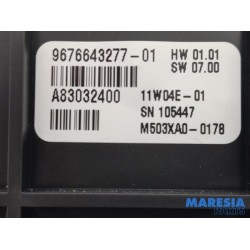 9676643277-01 HW 01.01
SW 07.00
A83032400 11W04E-01
SN 105447
M503XA0-0178
MARESIA